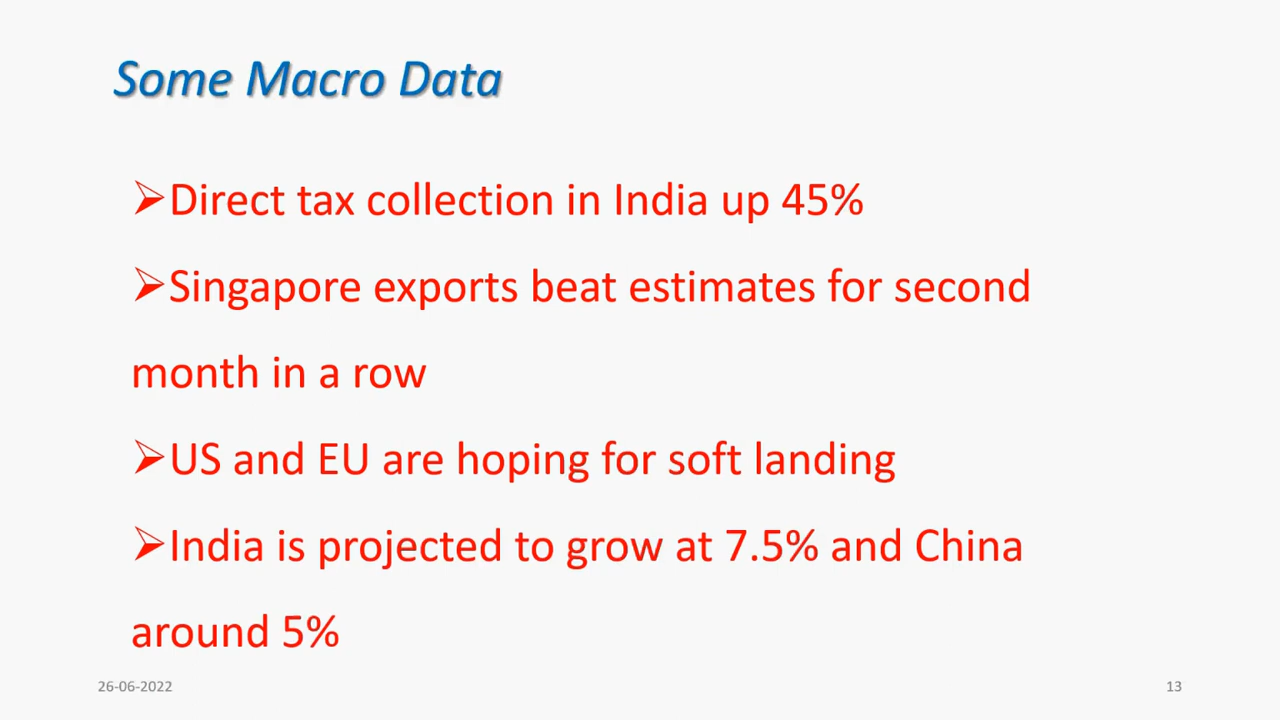 Some Macro Data
➢Direct tax collection in India up 45%
➢Singapore exports beat estimates for second
month in a row
➢US and EU are hoping for soft landing
➢India is projected to grow at 7.5% and China
around 5%
26-06-2022
13